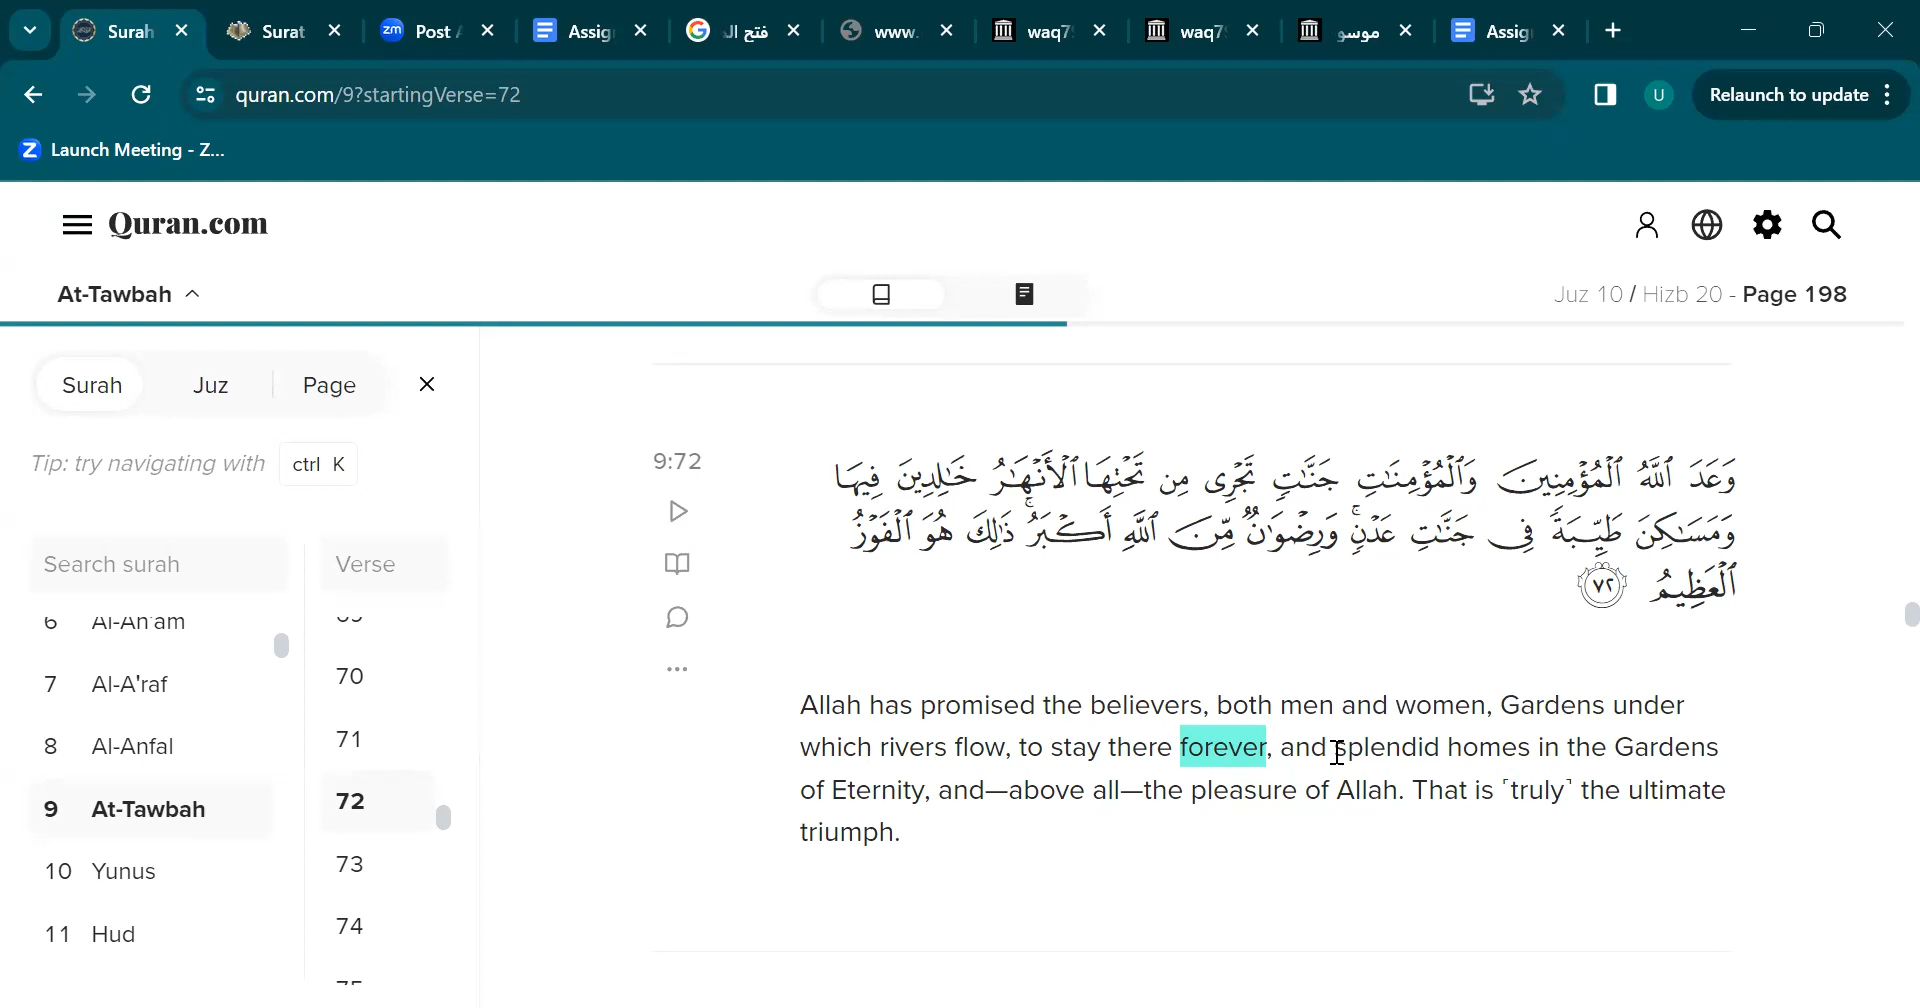 Surah
Surat
zm Post A
Assig
فتح ال
www.
waq7
waq7
موسو
Assig
quran.com/9?startingVerse=72
U
Relaunch to update
Z Launch Meeting - Z...
Quran.com
At-Tawbah
Juz 10 / Hizb 20 - Page 198
Surah Juz Page
Tip: try navigating with ctrl K
Search surah
Verse
6 Al-An'am
69
7 Al-A'raf
70
8 Al-Anfal
71
9 At-Tawbah
72
10 Yunus
73
11 Hud
74
75
9:72
وَعَدَ ٱللَّهُ ٱلْمُؤْمِنِينَ وَٱلْمُؤْمِنَـٰتِ جَنَّـٰتٍۢ تَجْرِى مِن تَحْتِهَا ٱلْأَنْهَـٰرُ خَـٰلِدِينَ فِيهَا
وَمَسَـٰكِنَ طَيِّبَةًۭ فِى جَنَّـٰتِ عَدْنٍۢ ۚ وَرِضْوَٰنٌۭ مِّنَ ٱللَّهِ أَكْبَرُ ۚ ذَٰلِكَ هُوَ ٱلْفَوْزُ
ٱلْعَظِيمُ ٧٢
Allah has promised the believers, both men and women, Gardens under
which rivers flow, to stay there forever, and splendid homes in the Gardens
of Eternity, and—above all—the pleasure of Allah. That is ˹truly˺ the ultimate
triumph.